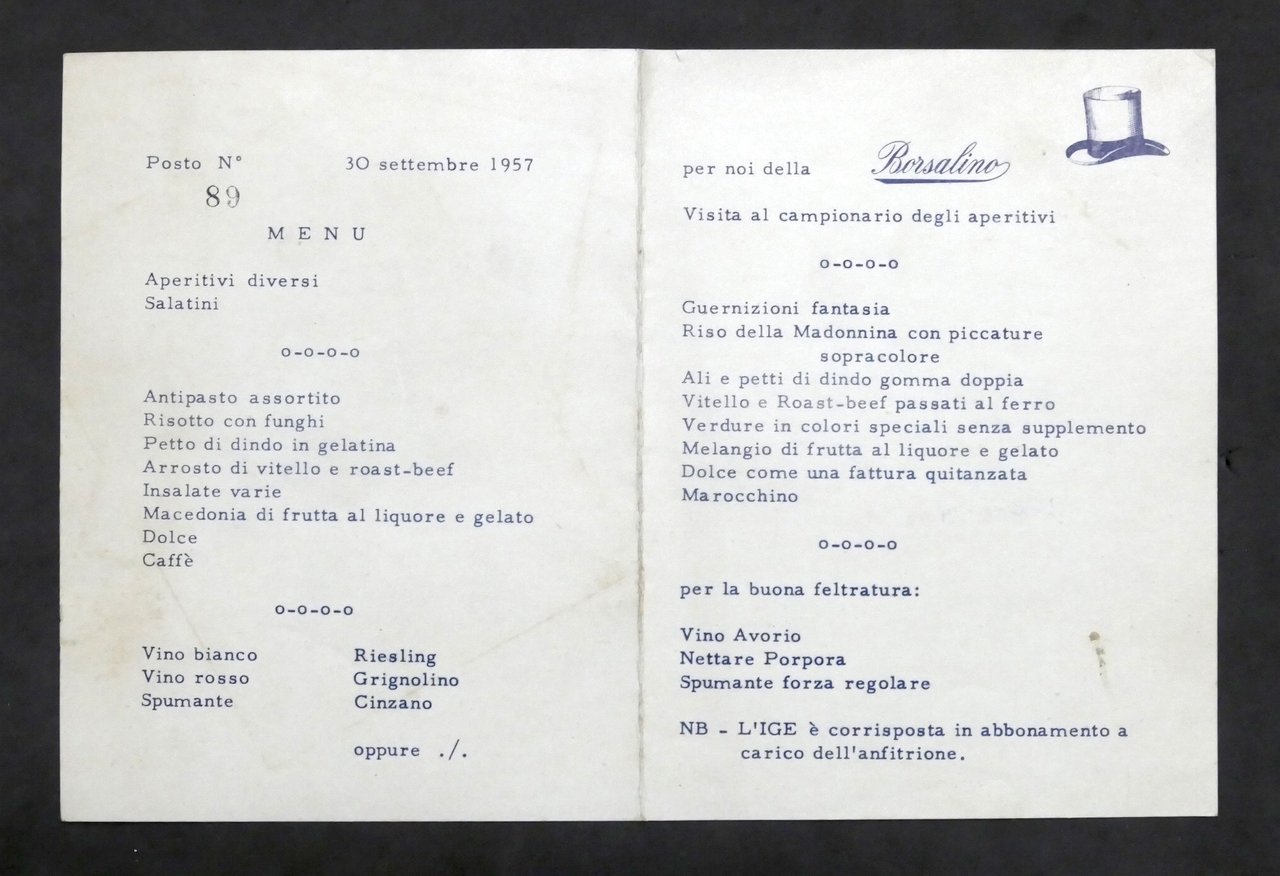 Posto N° 30 settembre 1957
89
MENU
Aperitivi diversi
Salatini
o-o-o-o
Antipasto assortito
Risotto con funghi
Petto di dindo in gelatina
Arrosto di vitello e roast-beef
Insalate varie
Macedonia di frutta al liquore e gelato
Dolce
Caffè
o-o-o-o
Vino bianco Riesling
Vino rosso Grignolino
Spumante Cinzano
oppure ./.
per noi della Borsalino
Visita al campionario degli aperitivi
o-o-o-o
Guernizioni fantasia
Riso della Madonnina con piccature
sopracolore
Ali e petti di dindo gomma doppia
Vitello e Roast-beef passati al ferro
Verdure in colori speciali senza supplemento
Melangio di frutta al liquore e gelato
Dolce come una fattura quitanzata
Marocchino
o-o-o-o
per la buona feltratura:
Vino Avorio
Nettare Porpora
Spumante forza regolare
NB - L'IGE è corrisposta in abbonamento a
carico dell'anfitrione.